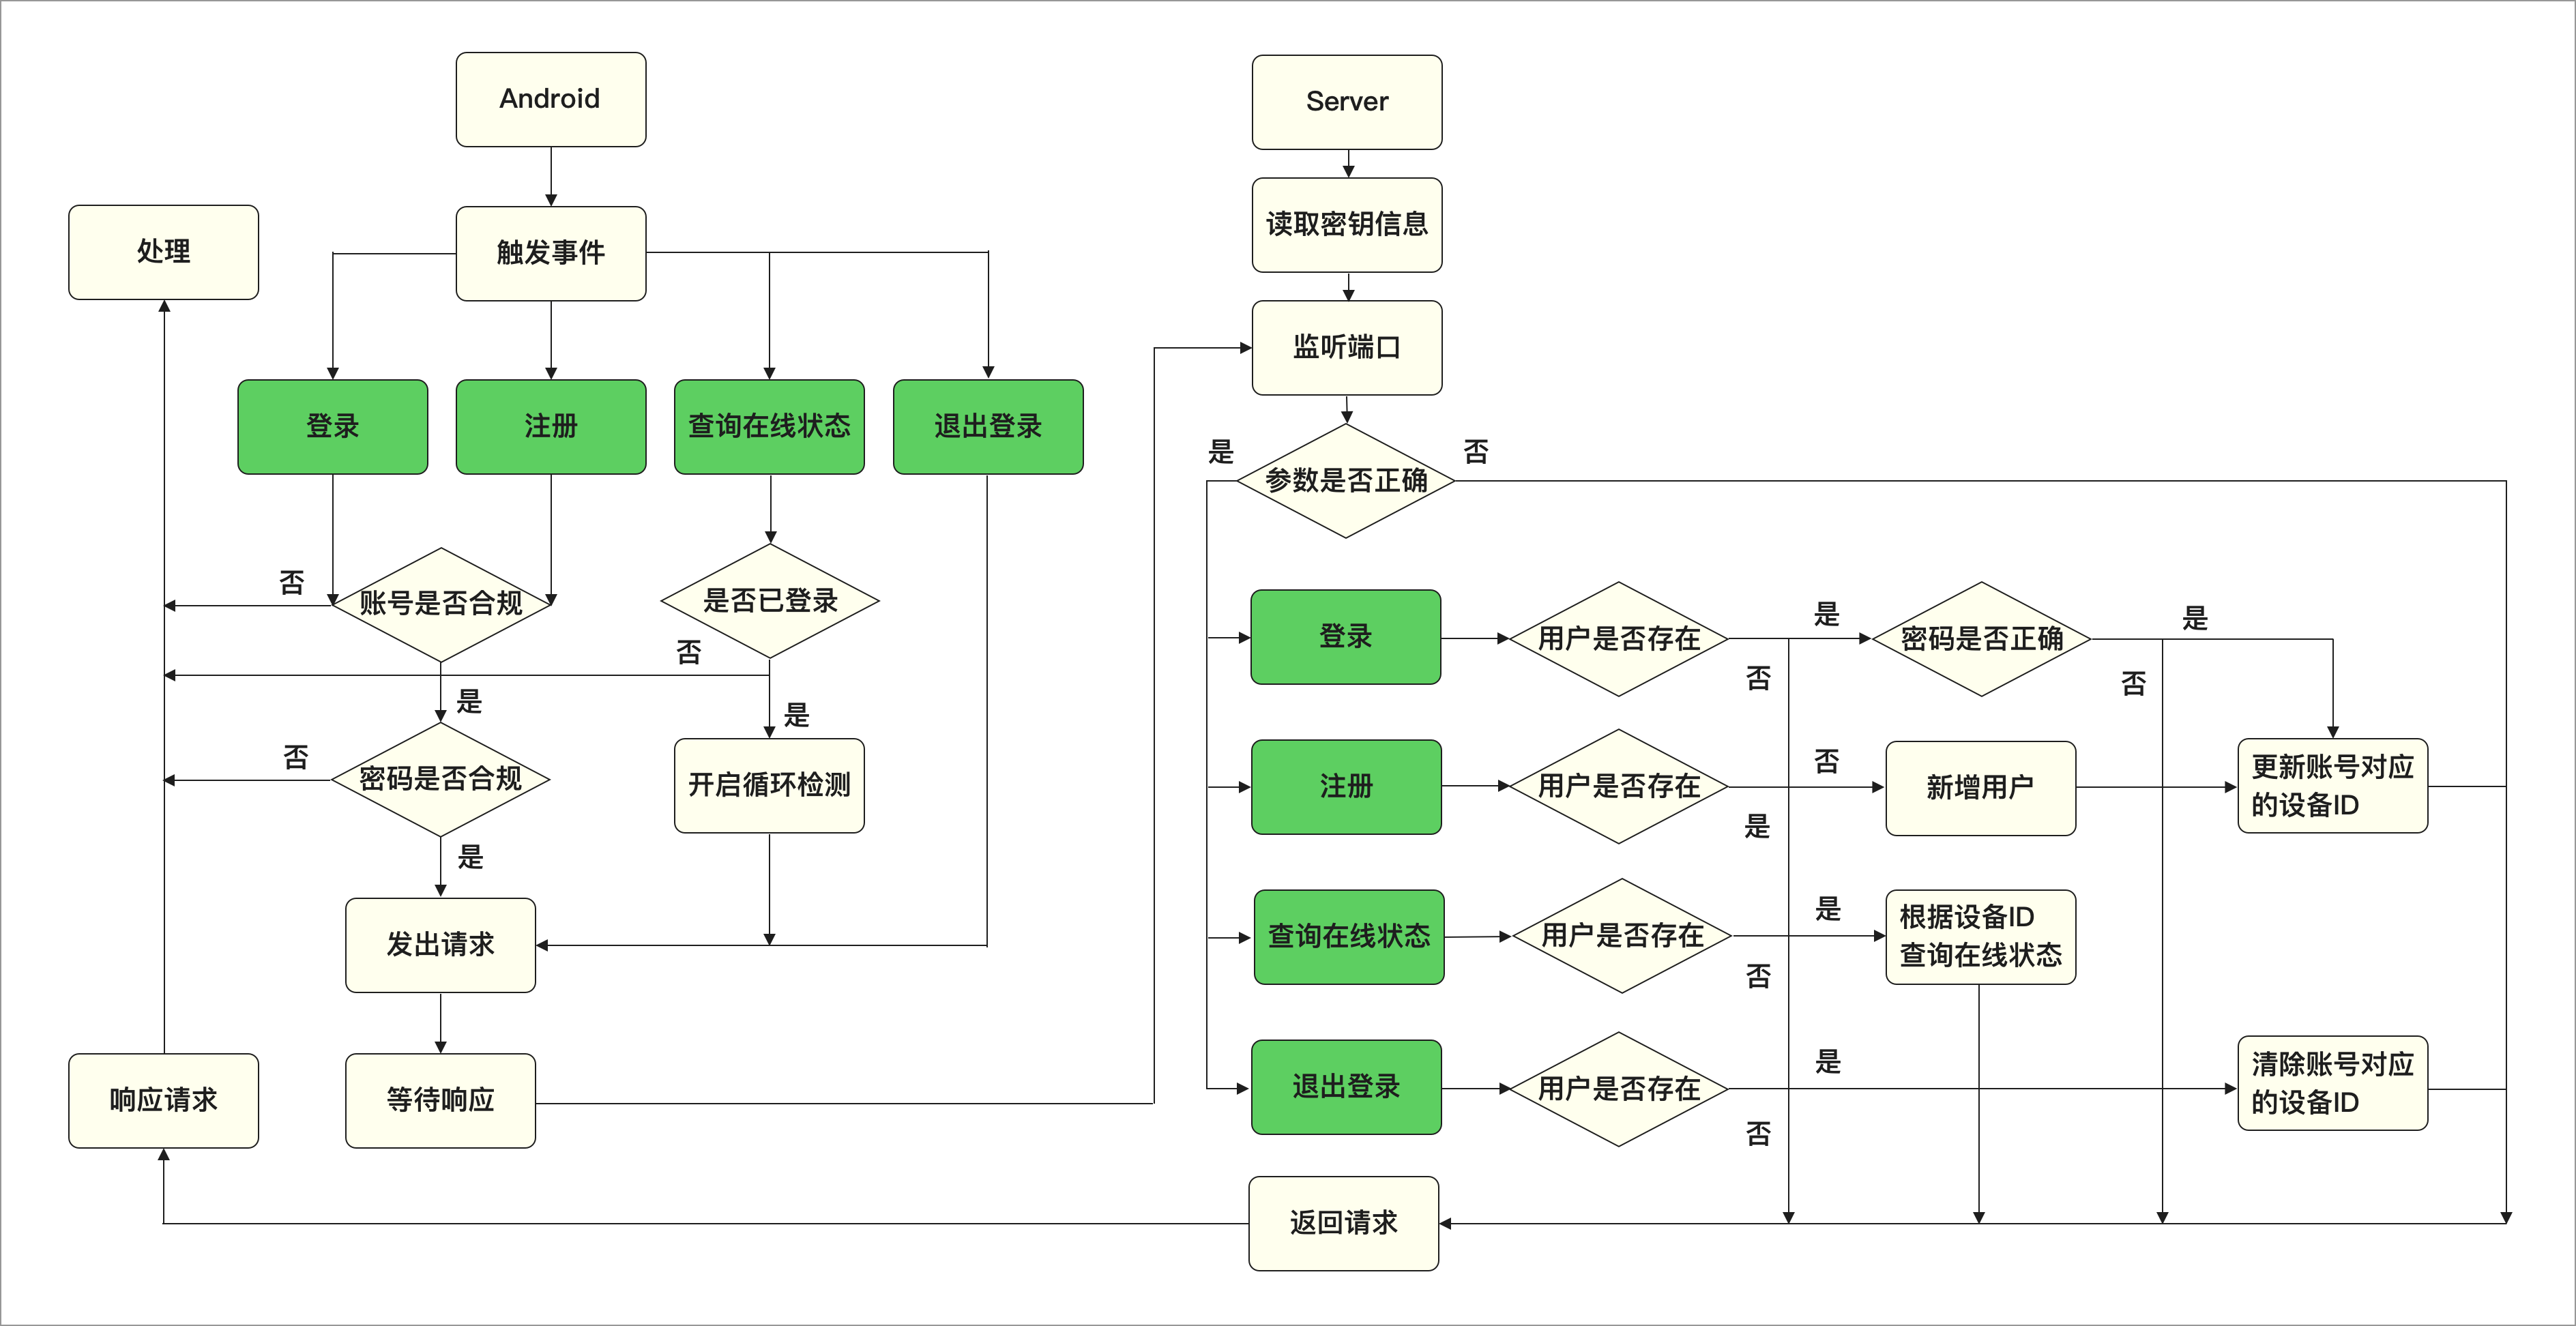 Android
Server
处理
触发事件
读取密钥信息
监听端口
登录
注册
查询在线状态
退出登录
是
参数是否正确
否
否
账号是否合规
是否已登录
否
是
是
否
密码是否合规
开启循环检测
是
发出请求
响应请求
等待响应
登录
用户是否存在
是
否
密码是否正确
是
否
注册
用户是否存在
否
是
新增用户
更新账号对应
的设备ID
查询在线状态
用户是否存在
是
否
根据设备ID
查询在线状态
退出登录
用户是否存在
是
否
清除账号对应
的设备ID
返回请求